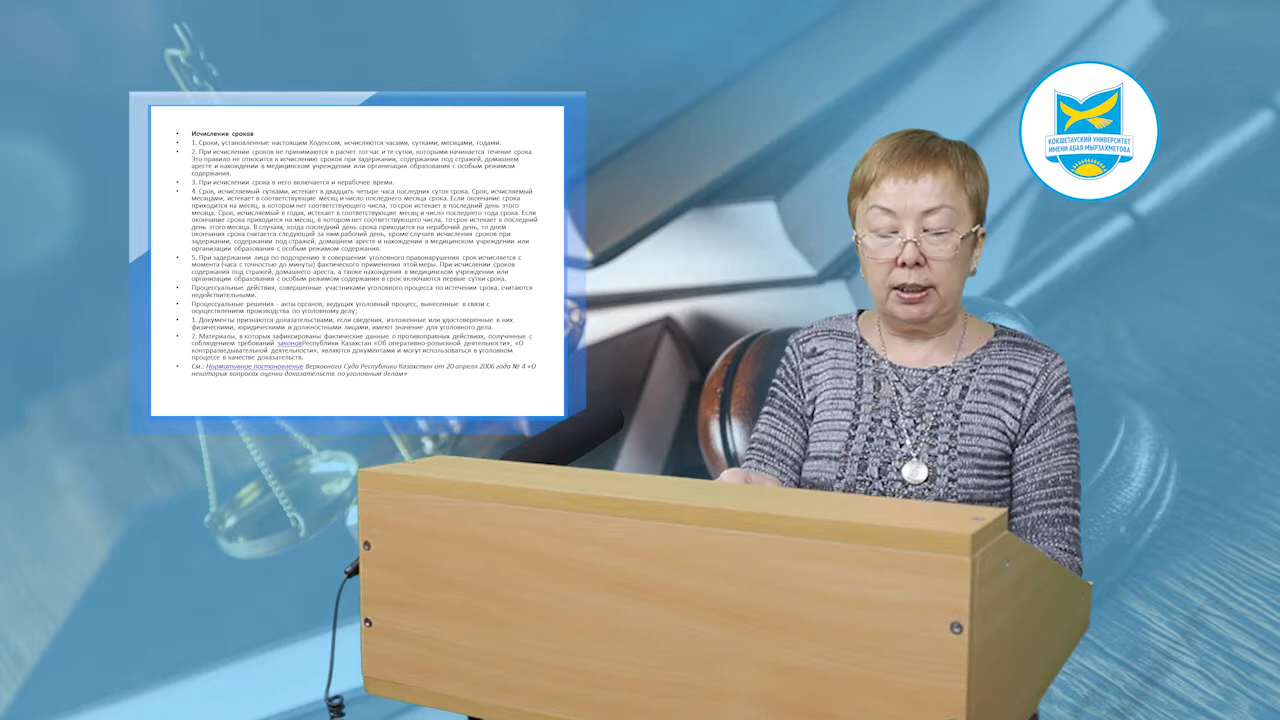 • Исчисление сроков
• 1. Сроки, установленные настоящим Кодексом, исчисляются часами, сутками, месяцами, годами.
• 2. При исчислении сроков не принимаются в расчет тот час и те сутки, которыми начинается течение срока.
Это правило не относится к исчислению сроков при задержании, содержании под стражей, домашнем
аресте и нахождении в медицинском учреждении или организации образования с особым режимом
содержания.
• 3. При исчислении срока в него включается и нерабочее время.
• 4. Срок, исчисляемый сутками, истекает в двадцать четыре часа последних суток срока. Срок, исчисляемый
месяцами, истекает в соответствующие месяц и число последнего месяца срока. Если окончание срока
приходится на месяц, в котором нет соответствующего числа, то срок истекает в последний день этого
месяца. Срок, исчисляемый в годах, истекает в соответствующие месяц и число последнего года срока. Если
окончание срока приходится на месяц, в котором нет соответствующего числа, то срок истекает в последний
день этого месяца. В случаях, когда последний день срока приходится на нерабочий день, то днем
окончания срока считается следующий за ним рабочий день, кроме случаев исчисления сроков при
задержании, содержании под стражей, домашнем аресте и нахождении в медицинском учреждении или
организации образования с особым режимом содержания.
• 5. При задержании лица по подозрению в совершении уголовного правонарушения срок исчисляется с
момента (часа с точностью до минуты) фактического применения этой меры. При исчислении сроков
содержания под стражей, домашнего ареста, а также нахождения в медицинском учреждении или
организации образования с особым режимом содержания в срок включаются первые сутки срока.
• Процессуальные действия, совершенные участниками уголовного процесса по истечении срока, считаются
недействительными.
• Процессуальные решения - акты органов, ведущих уголовный процесс, вынесенные в связи с
осуществлением производства по уголовному делу;
• 1. Документы признаются доказательствами, если сведения, изложенные или удостоверенные в них
физическими, юридическими и должностными лицами, имеют значение для уголовного дела.
• 2. Материалы, в которых зафиксированы фактические данные о противоправных действиях, полученные с
соблюдением требований законовРеспублики Казахстан «Об оперативно-розыскной деятельности», «О
контрразведывательной деятельности», являются документами и могут использоваться в уголовном
процессе в качестве доказательств.
• См.: Нормативное постановление Верховного Суда Республики Казахстан от 20 апреля 2006 года № 4 «О
некоторых вопросах оценки доказательств по уголовным делам»
КОКШЕТАУСКИЙ УНИВЕРСИТЕТ
ИМЕНИ АБАЯ МЫРЗАХМЕТОВА